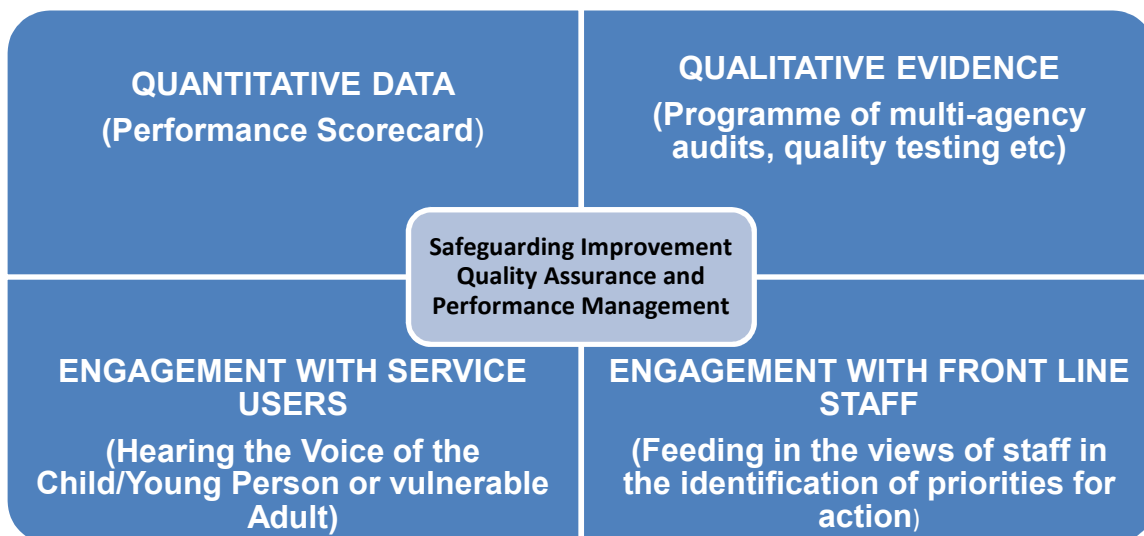 QUANTITATIVE DATA
(Performance Scorecard)
QUALITATIVE EVIDENCE
(Programme of multi-agency
audits, quality testing etc)
Safeguarding Improvement
Quality Assurance and
Performance Management
ENGAGEMENT WITH SERVICE
USERS
(Hearing the Voice of the
Child/Young Person or vulnerable
Adult)
ENGAGEMENT WITH FRONT LINE
STAFF
(Feeding in the views of staff in
the identification of priorities for
action)